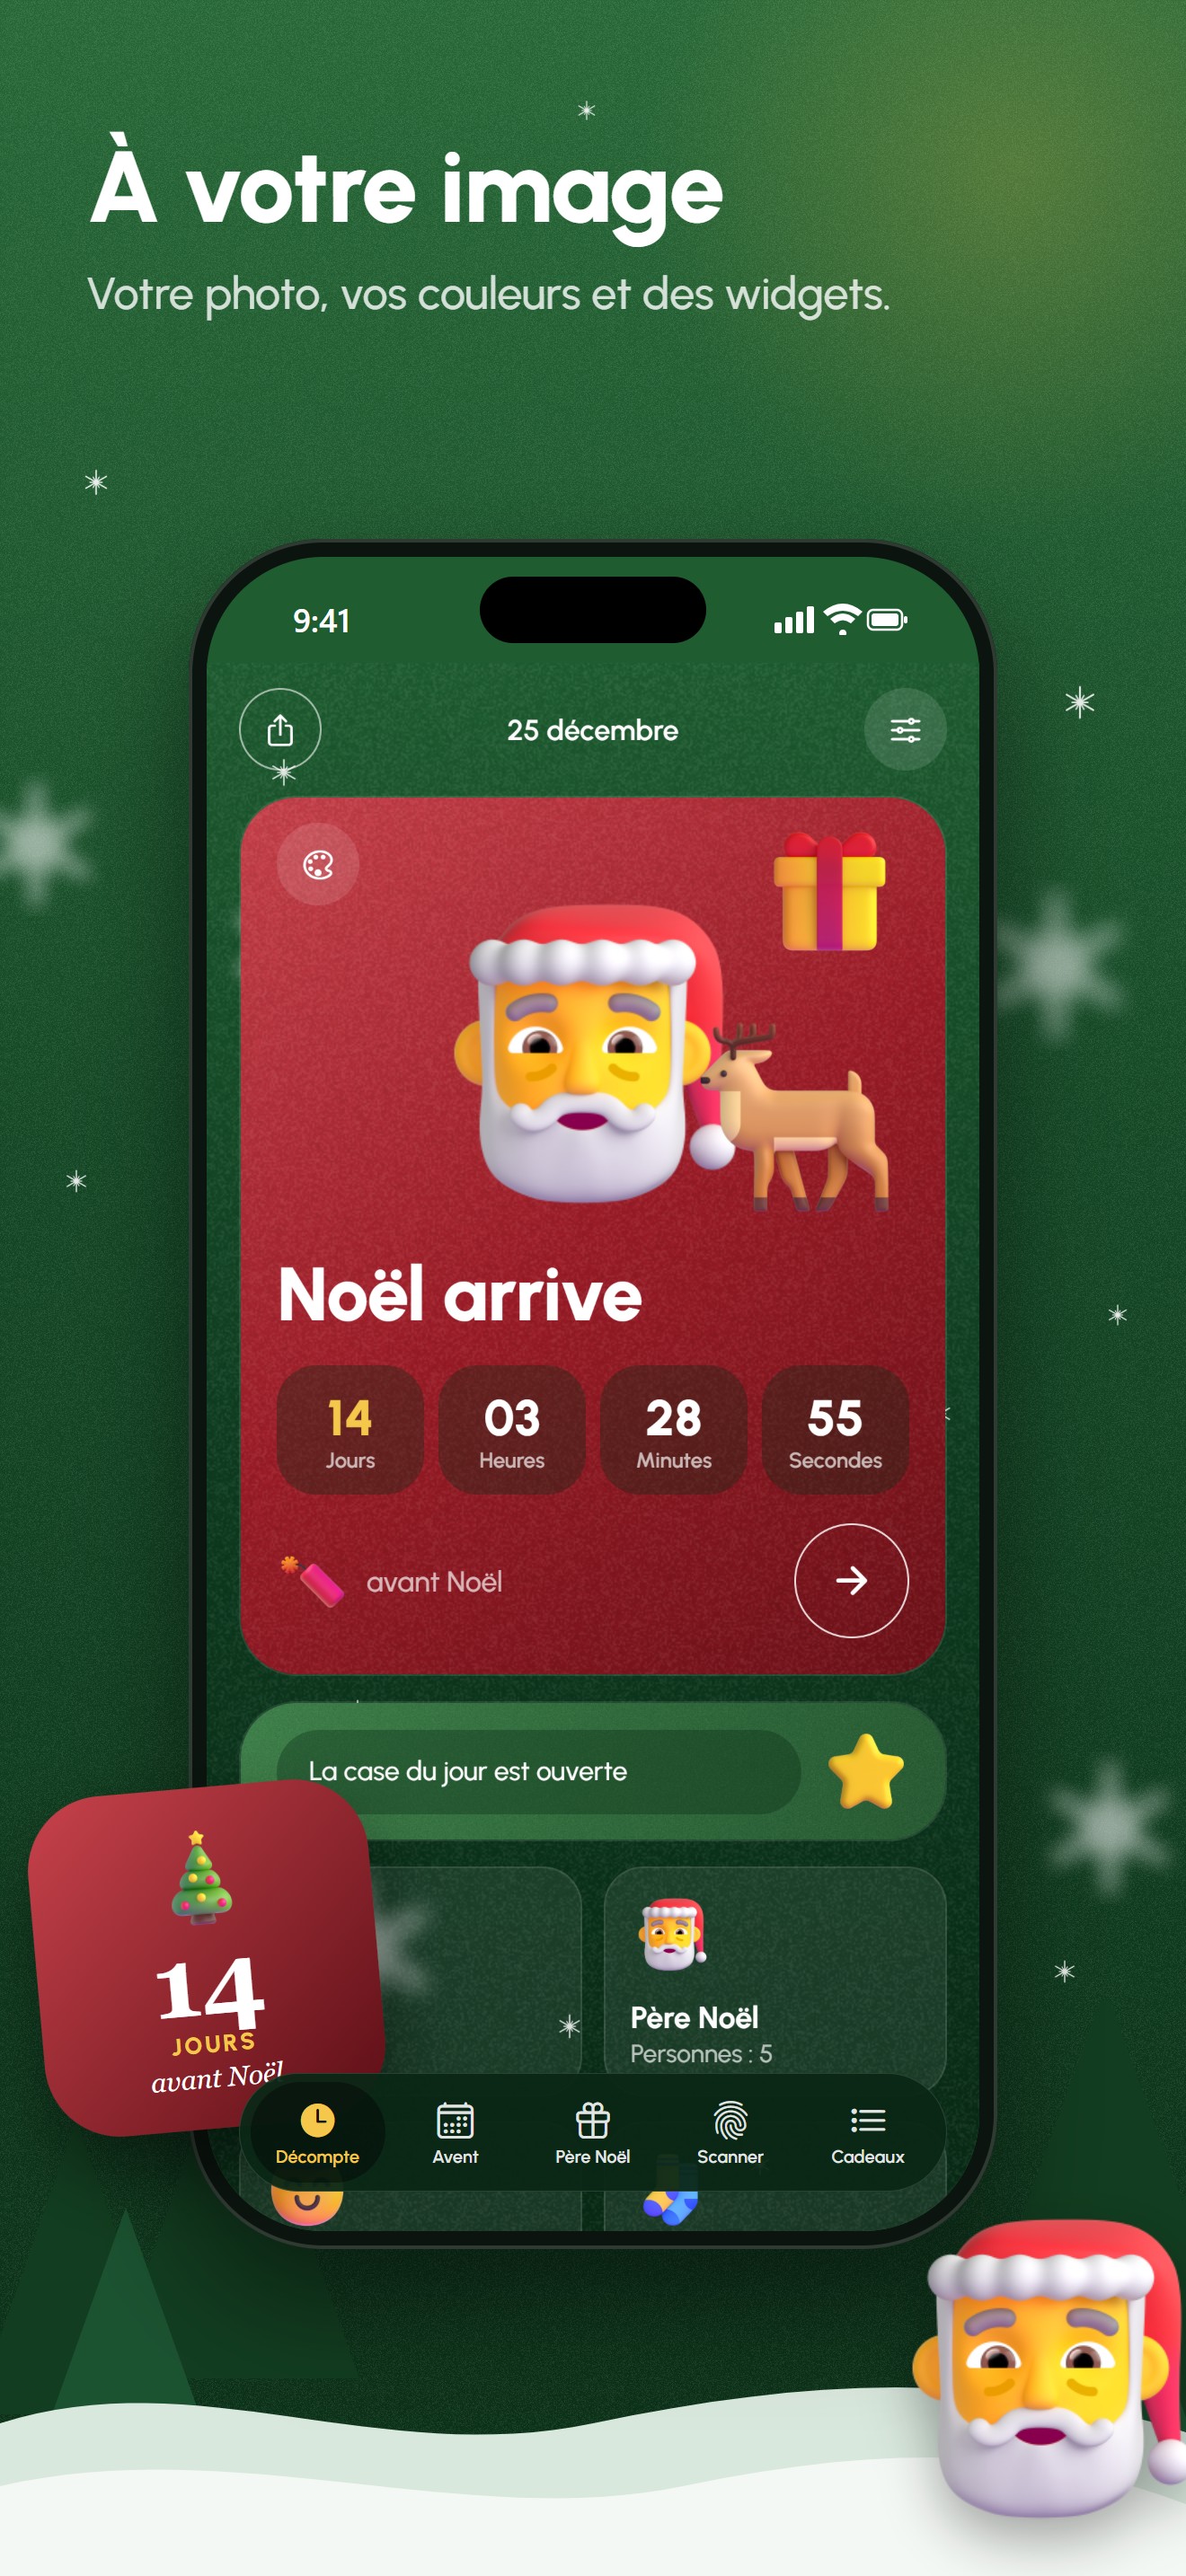 À votre image
Votre photo, vos couleurs et des widgets.
9:41
25 décembre
Noël arrive
14
Jours
03
Heures
28
Minutes
55
Secondes
avant Noël
La case du jour est ouverte
14
JOURS
avant Noël
Père Noël
Personnes : 5
Décompte
Avent
Père Noël
Scanner
Cadeaux